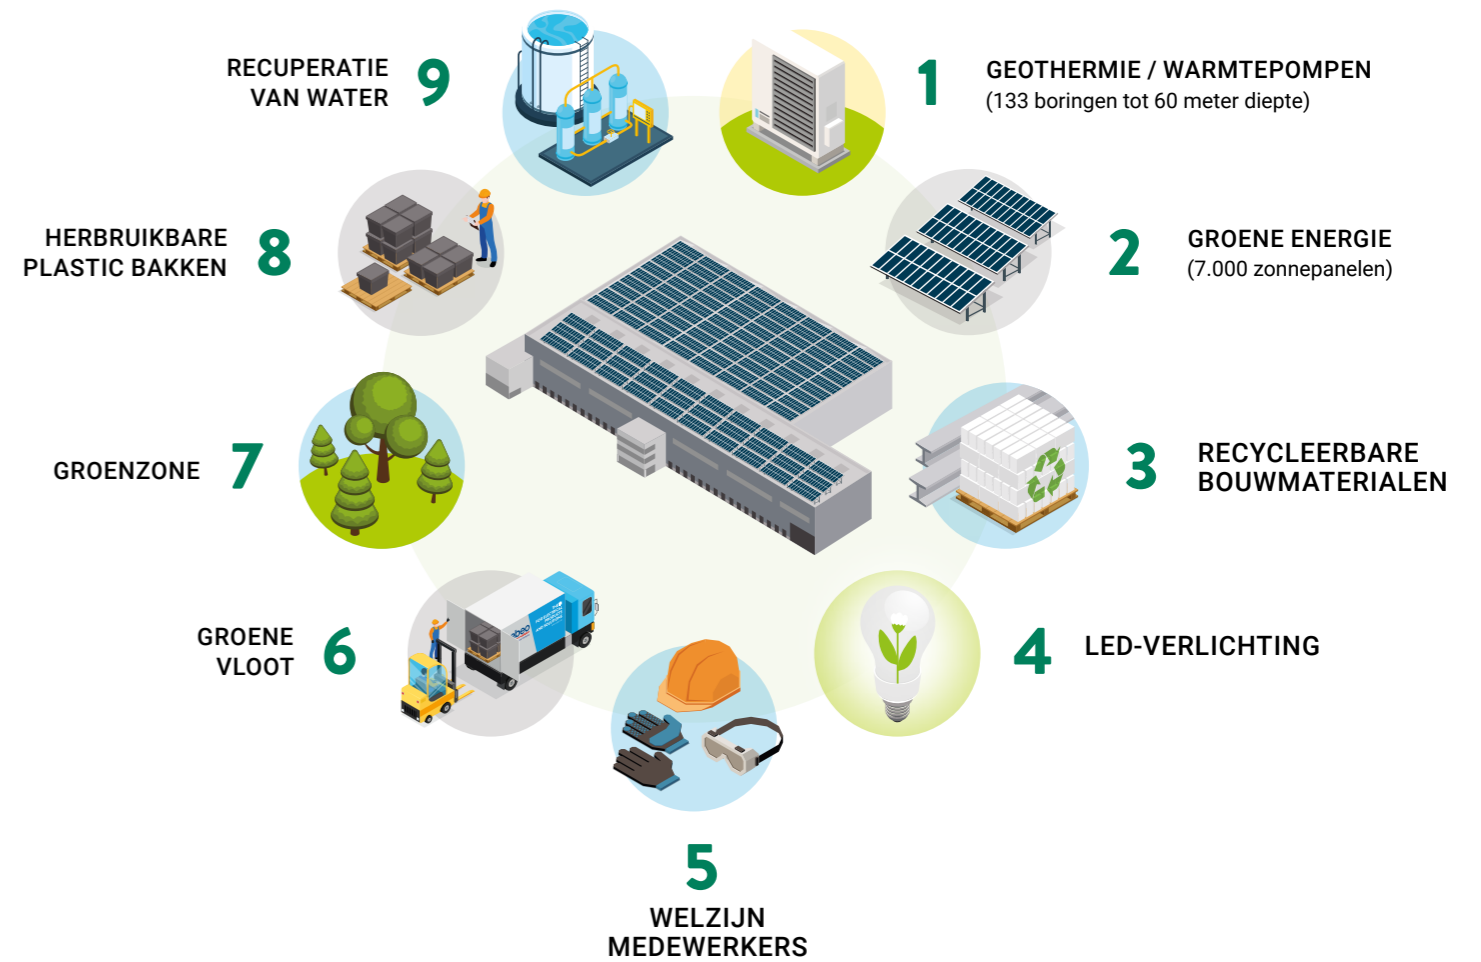 1
GEOTHERMIE / WARMTEPOMPEN
(133 boringen tot 60 meter diepte)
2
GROENE ENERGIE
(7.000 zonnepanelen)
3
RECYCLEERBARE
BOUWMATERIALEN
4
LED-VERLICHTING
5
WELZIJN
MEDEWERKERS
6
GROENE
VLOOT
7
GROENZONE
8
HERBRUIKBARE
PLASTIC BAKKEN
9
RECUPERATIE
VAN WATER